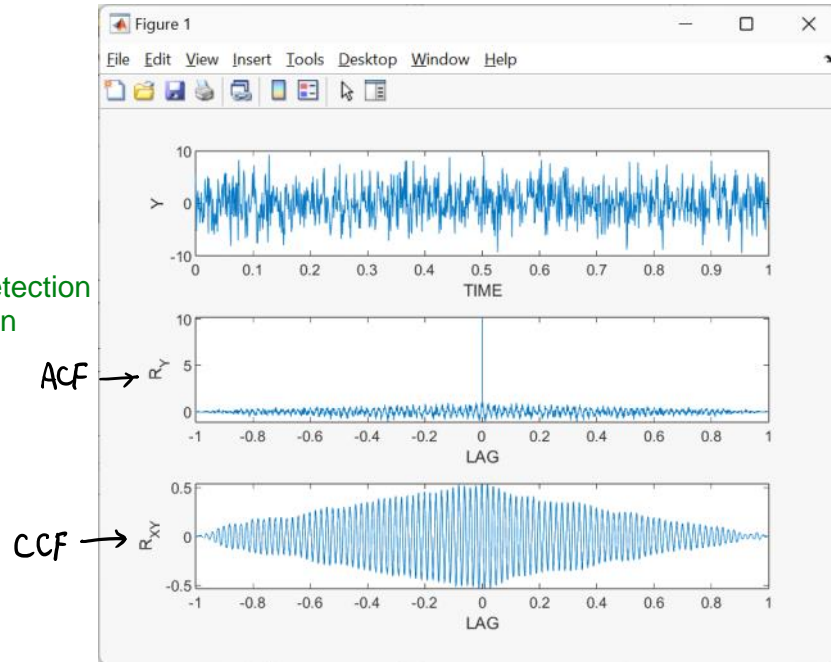 Figure 1
File Edit View Insert Tools Desktop Window Help
10
0
-10
Y
0 0.1 0.2 0.3 0.4 0.5 0.6 0.7 0.8 0.9 1
TIME
etection
n
10
5
0
ACF → R_Y
-1 -0.8 -0.6 -0.4 -0.2 0 0.2 0.4 0.6 0.8 1
LAG
0.5
0
-0.5
CCF → R_XY
-1 -0.8 -0.6 -0.4 -0.2 0 0.2 0.4 0.6 0.8 1
LAG